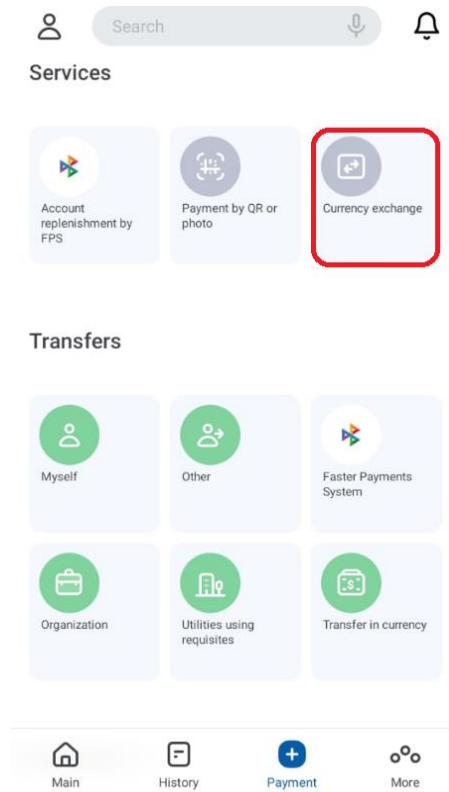 Search
Services
Account
replenishment by
FPS
Payment by QR or
photo
Currency exchange
Transfers
Myself
Other
Faster Payments
System
Organization
Utilities using
requisites
Transfer in currency
Main
History
Payment
More